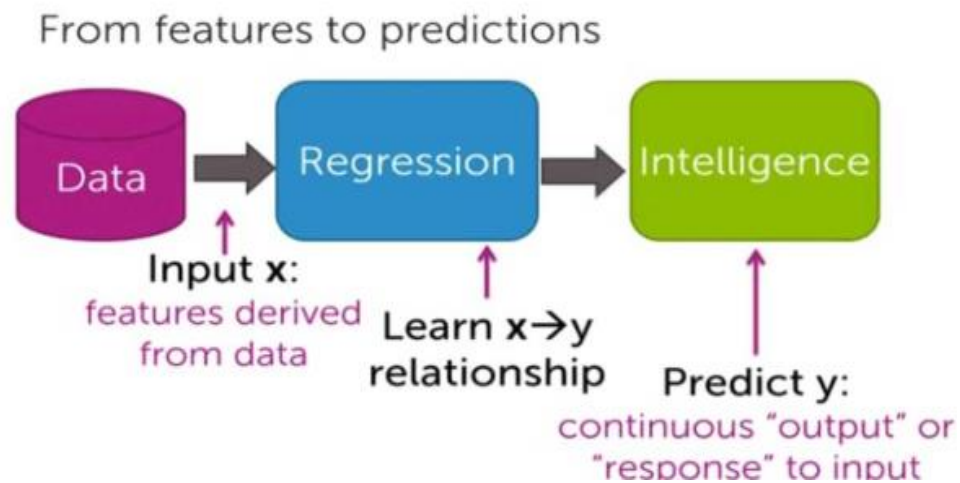 From features to predictions
Data
Regression
Intelligence
Input x:
features derived
from data
Learn x→y
relationship
Predict y:
continuous "output" or
"response" to input